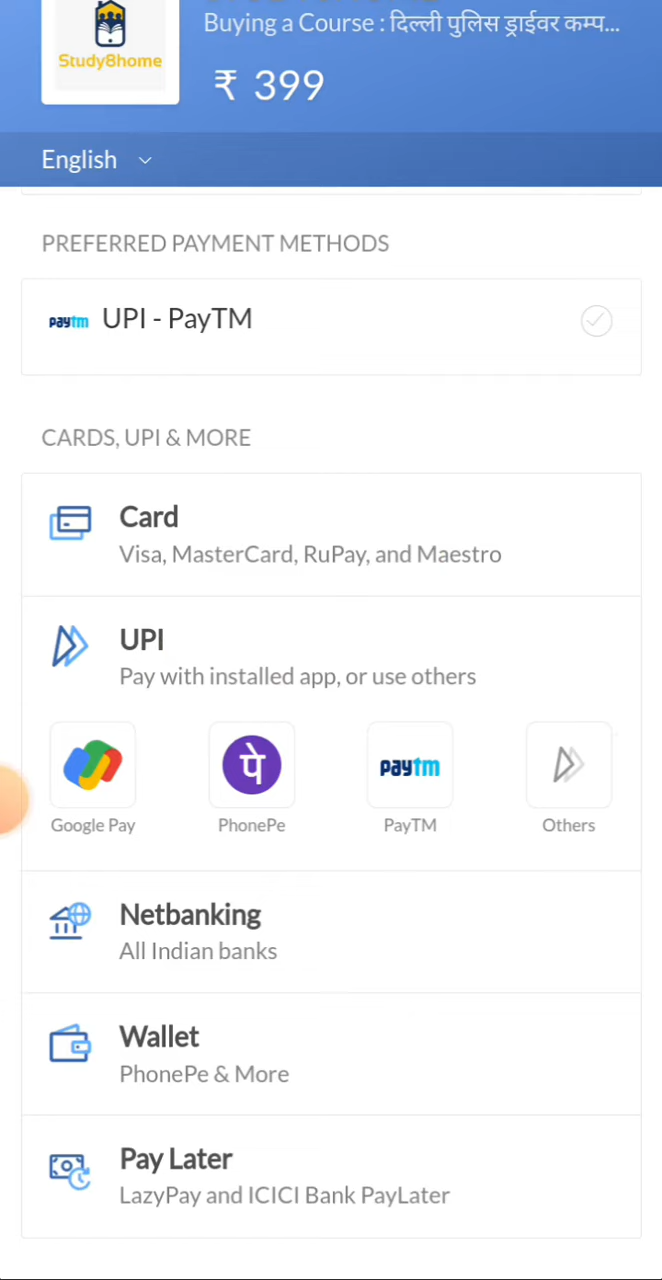 Study8home
Buying a Course : दिल्ली पुलिस ड्राईवर कम्प...
₹ 399
English
PREFERRED PAYMENT METHODS
paytm UPI - PayTM
CARDS, UPI & MORE
Card
Visa, MasterCard, RuPay, and Maestro
UPI
Pay with installed app, or use others
पे
paytm
Google Pay
PhonePe
PayTM
Others
Netbanking
All Indian banks
Wallet
PhonePe & More
Pay Later
LazyPay and ICICI Bank PayLater